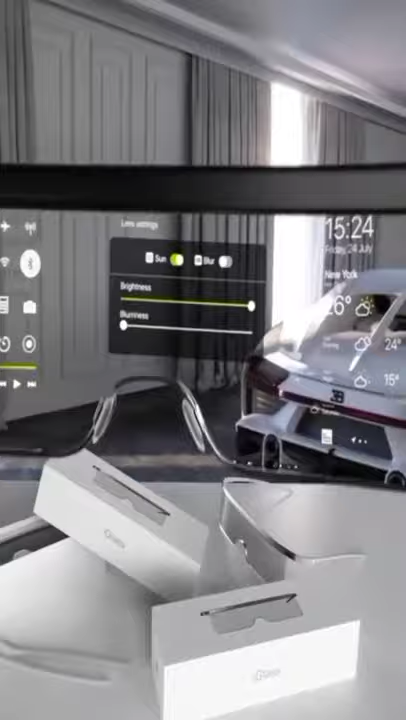 Lens settings
Sun
Blur
Brightness
Blurriness
15:24
Friday, 24 July
New York
26°
24°
15°